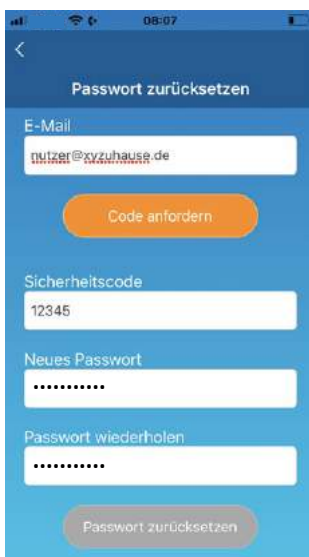 08:07
Passwort zurücksetzen
E-Mail
nutzer@xyzuhause.de
Code anfordern
Sicherheitscode
12345
Neues Passwort
•••••••••••
Passwort wiederholen
•••••••••••
Passwort zurücksetzen